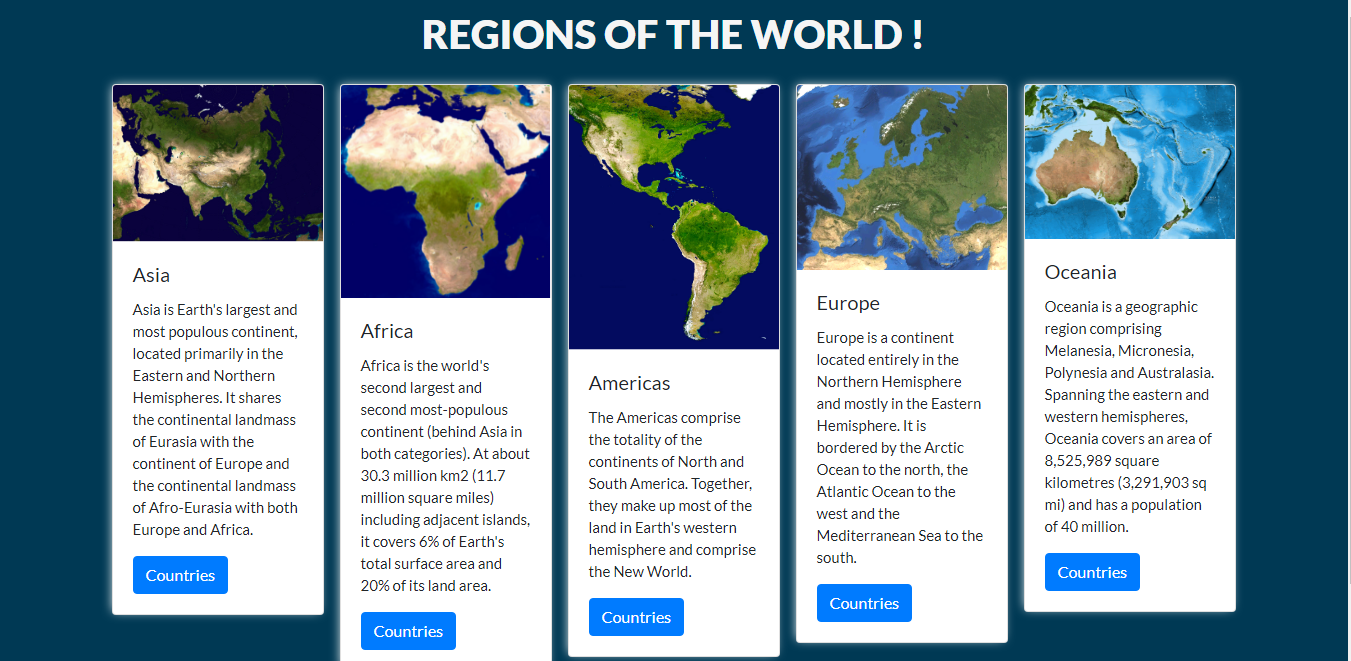 REGIONS OF THE WORLD !
Asia
Asia is Earth's largest and
most populous continent,
located primarily in the
Eastern and Northern
Hemispheres. It shares
the continental landmass
of Eurasia with the
continent of Europe and
the continental landmass
of Afro-Eurasia with both
Europe and Africa.
Countries
Africa
Africa is the world's
second largest and
second most-populous
continent (behind Asia in
both categories). At about
30.3 million km2 (11.7
million square miles)
including adjacent islands,
it covers 6% of Earth's
total surface area and
20% of its land area.
Countries
Americas
The Americas comprise
the totality of the
continents of North and
South America. Together,
they make up most of the
land in Earth's western
hemisphere and comprise
the New World.
Countries
Europe
Europe is a continent
located entirely in the
Northern Hemisphere
and mostly in the Eastern
Hemisphere. It is
bordered by the Arctic
Ocean to the north, the
Atlantic Ocean to the
west and the
Mediterranean Sea to the
south.
Countries
Oceania
Oceania is a geographic
region comprising
Melanesia, Micronesia,
Polynesia and Australasia.
Spanning the eastern and
western hemispheres,
Oceania covers an area of
8,525,989 square
kilometres (3,291,903 sq
mi) and has a population
of 40 million.
Countries